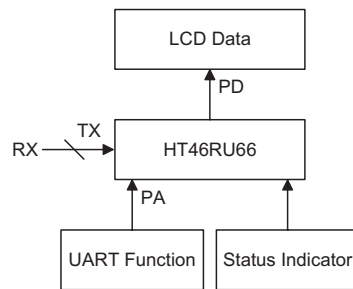 LCD Data
PD
TX
RX
HT46RU66
PA
UART Function
Status Indicator